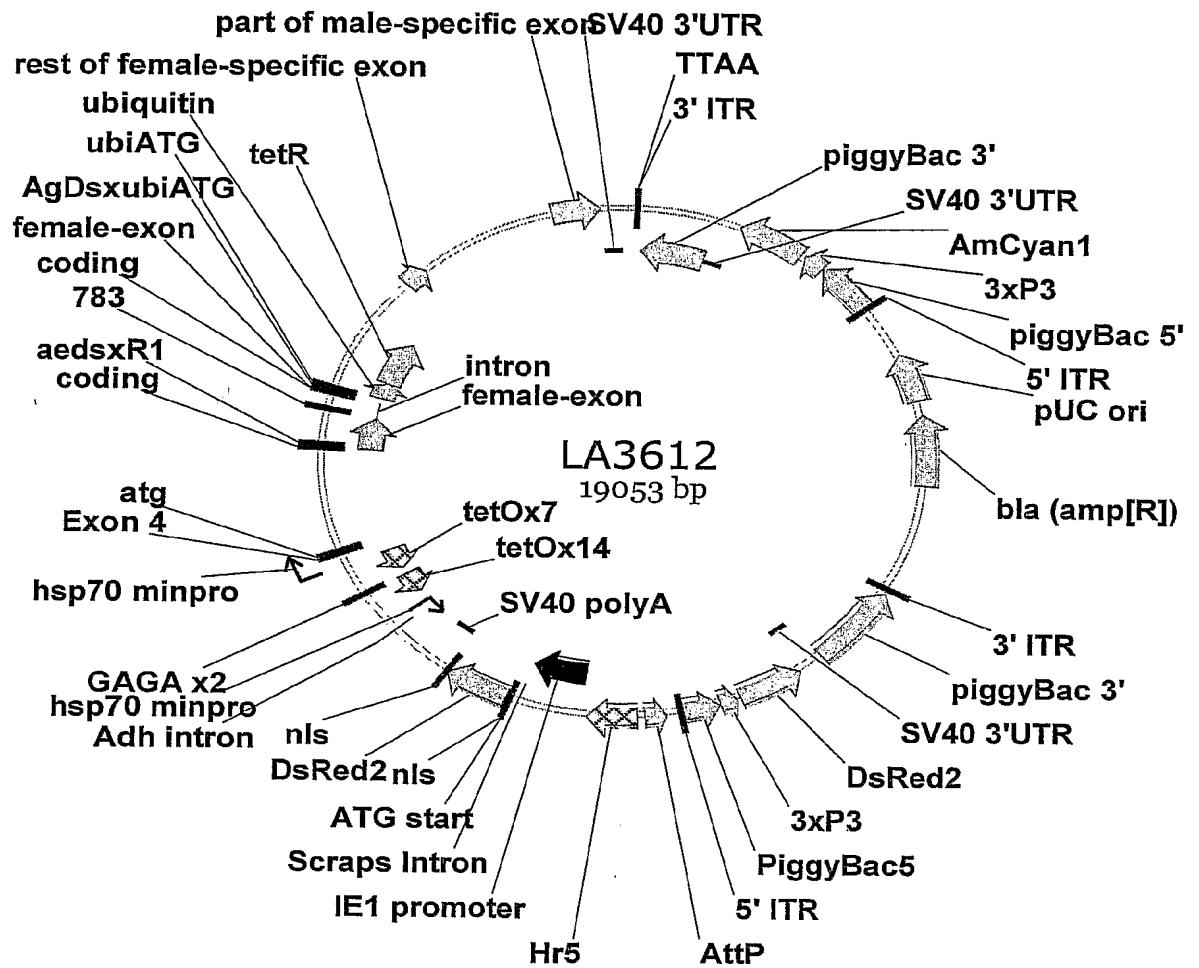 part of male-specific exon
SV40 3'UTR
rest of female-specific exon
TTAA
ubiquitin
3' ITR
ubiATG
tetR
piggyBac 3'
AgDsxubiATG
SV40 3'UTR
female-exon
AmCyan1
coding
3xP3
783
piggyBac 5'
aedsxR1
intron
5' ITR
coding
female-exon
pUC ori
LA3612
19053 bp
atg
tetOx7
bla (amp[R])
Exon 4
tetOx14
hsp70 minpro
SV40 polyA
3' ITR
GAGA x2
piggyBac 3'
hsp70 minpro
Adh intron
nls
SV40 3'UTR
DsRed2
nls
DsRed2
ATG start
3xP3
Scraps Intron
PiggyBac5
IE1 promoter
5' ITR
Hr5
AttP